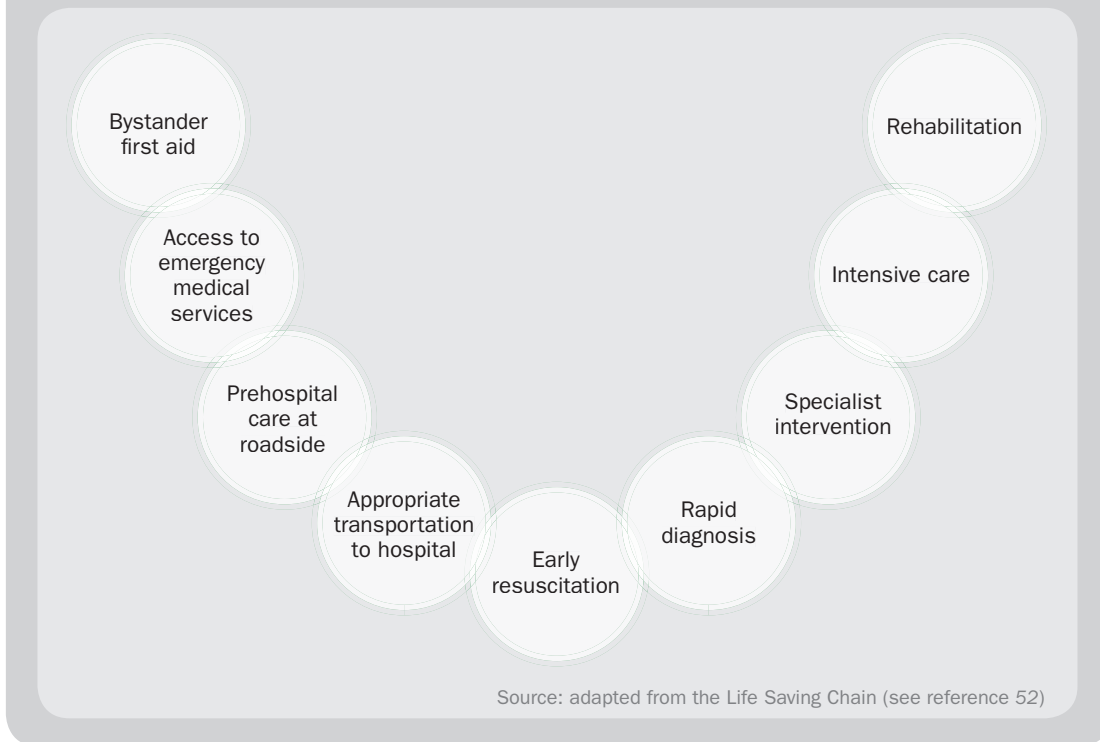 Bystander
first aid
Access to
emergency
medical
services
Prehospital
care at
roadside
Appropriate
transportation
to hospital
Early
resuscitation
Rapid
diagnosis
Specialist
intervention
Intensive care
Rehabilitation
Source: adapted from the Life Saving Chain (see reference 52)